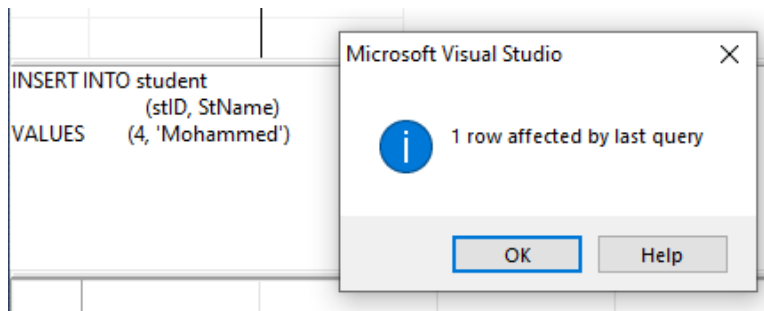 INSERT INTO student
(stID, StName)
VALUES (4, 'Mohammed')
Microsoft Visual Studio
1 row affected by last query
OK
Help